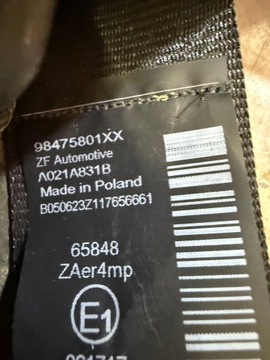 98475801XX
ZF Automotive
A021A831B
Made in Poland
B050623Z117656661
65848
ZAer4mp
E1